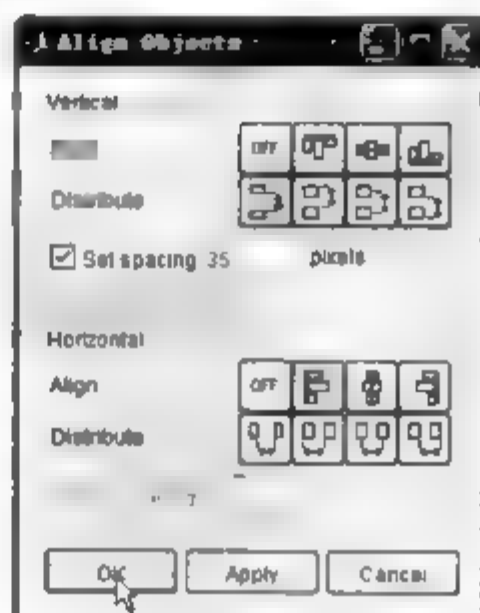 Align Objects
Vertical
OFF
Distribute
Set spacing 35 pixels
Horizontal
Align OFF
Distribute
OK Apply Cancel